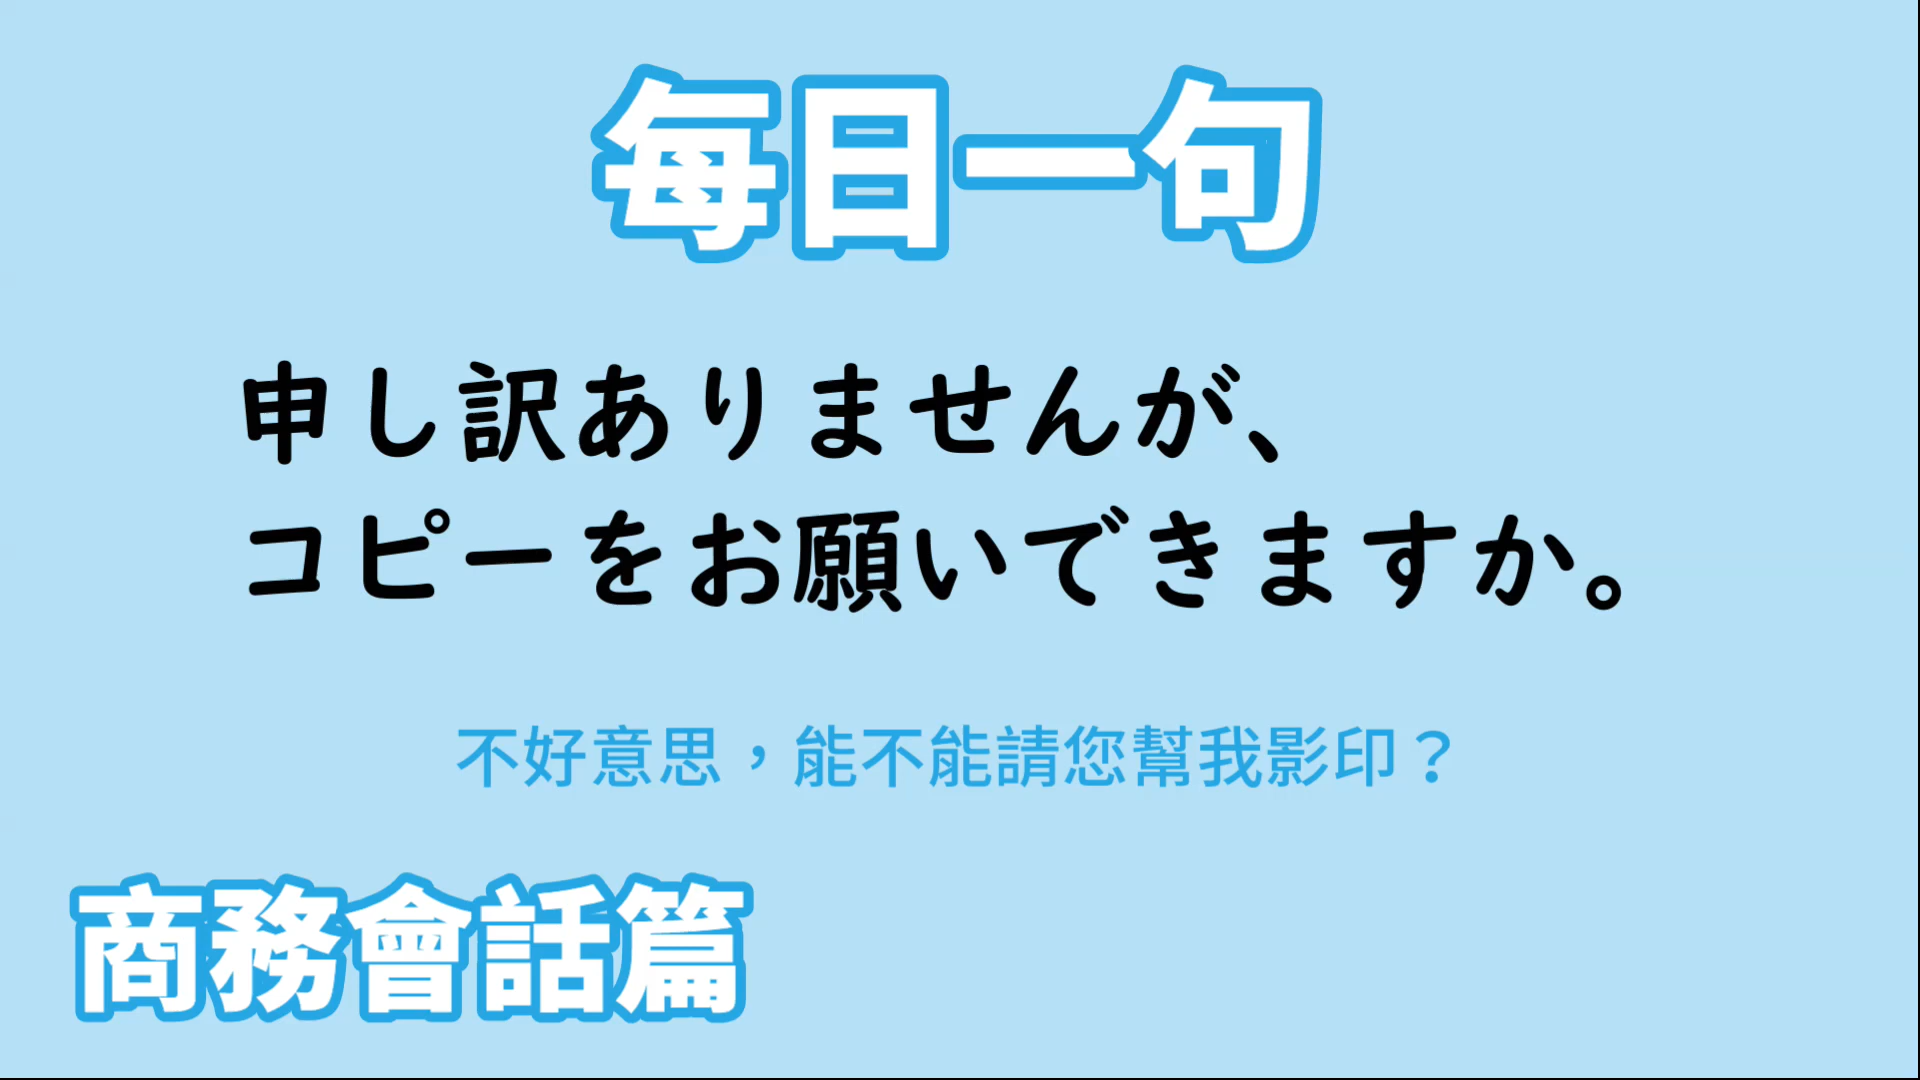 每日一句
申し訳ありませんが、
コピーをお願いできますか。
不好意思，能不能請您幫我影印？
商務會話篇